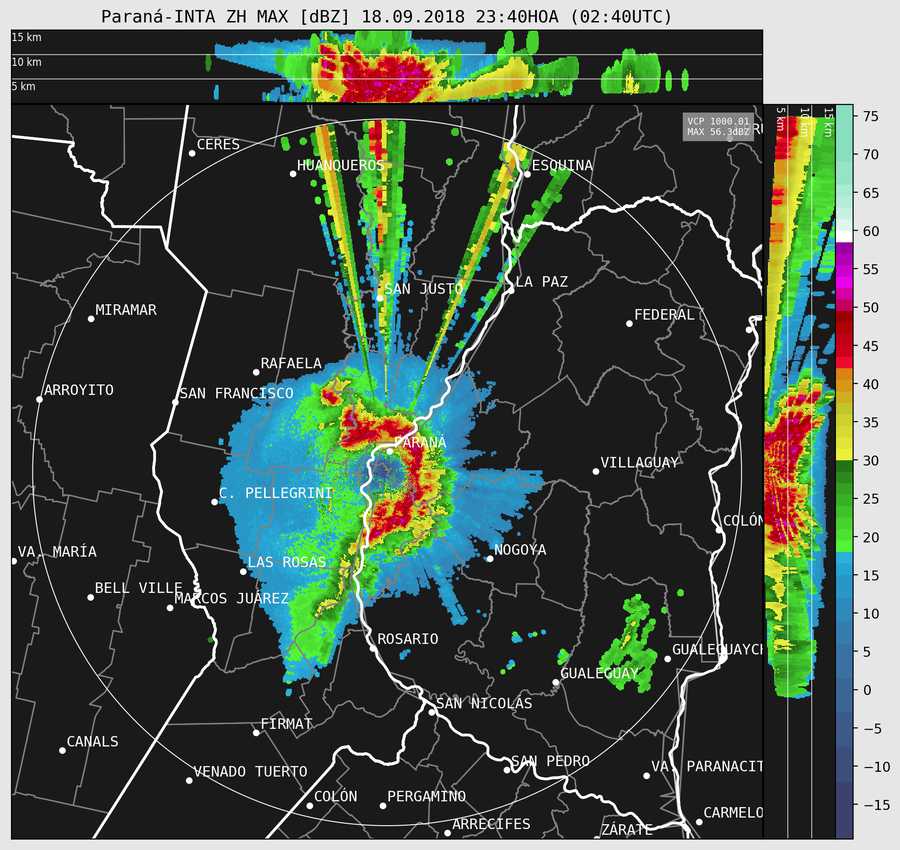 Paraná-INTA ZH MAX [dBZ] 18.09.2018 23:40HOA (02:40UTC)
15 km
10 km
5 km
VCP 1000.01
MAX 56.3dBZ
5 km
10 km
15 km
CERES
HUANQUEROS
ESQUINA
SAN JUSTO
LA PAZ
MIRAMAR
FEDERAL
RAFAELA
ARROYITO
SAN FRANCISCO
PARANÁ
VILLAGUAY
C. PELLEGRINI
COLÓN
VA. MARÍA
NOGOYA
LAS ROSAS
BELL VILLE
MARCOS JUÁREZ
ROSARIO
GUALEGUAYCH
GUALEGUAY
SAN NICOLÁS
FIRMAT
CANALS
SAN PEDRO
VENADO TUERTO
VA. PARANACIT
COLÓN
PERGAMINO
CARMELO
ARRECIFES
ZÁRATE
75
70
65
60
55
50
45
40
35
30
25
20
15
10
5
0
−5
−10
−15